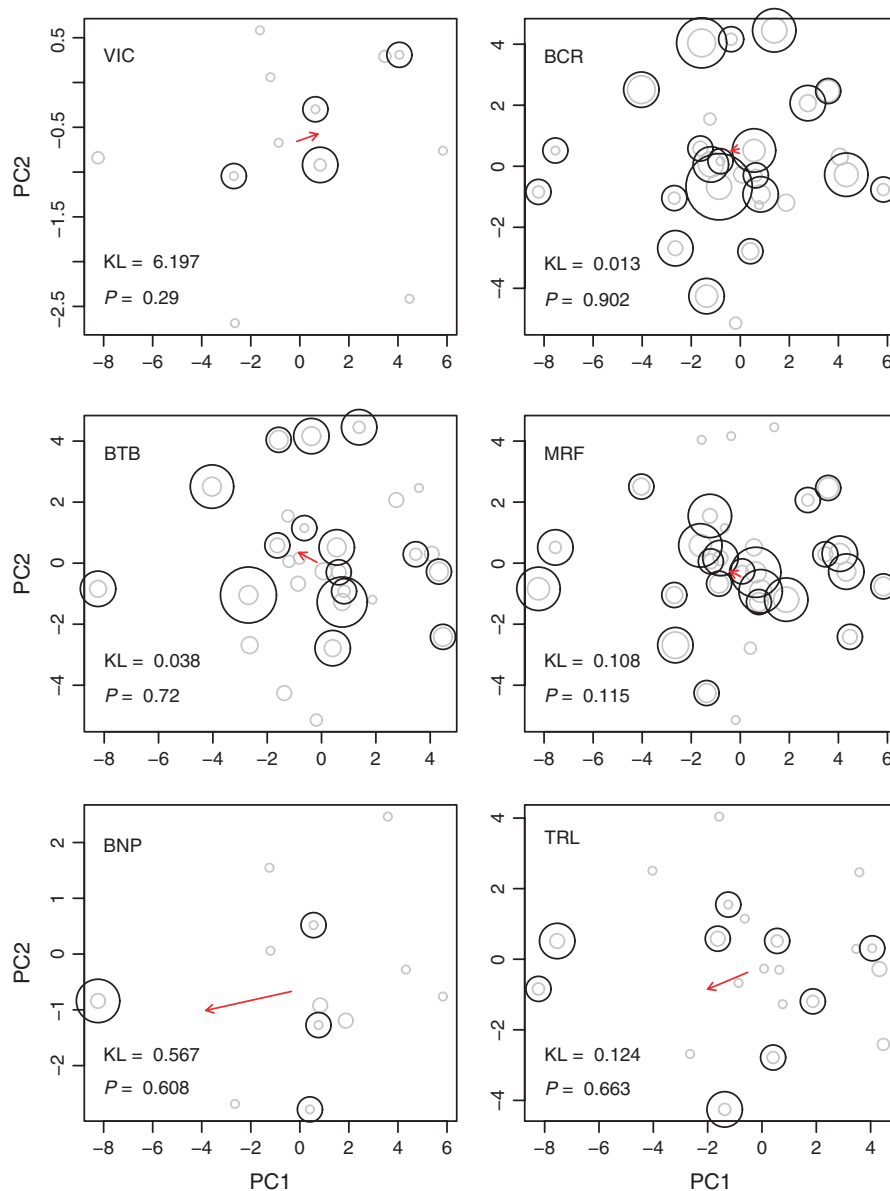 VIC
PC2
0.5
−0.5
−1.5
−2.5
KL = 6.197
P = 0.29
−8 −6 −4 −2 0 2 4 6
BCR
4
2
0
−2
−4
KL = 0.013
P = 0.902
−8 −6 −4 −2 0 2 4 6
BTB
PC2
4
2
0
−2
−4
KL = 0.038
P = 0.72
−8 −6 −4 −2 0 2 4
MRF
4
2
0
−2
−4
KL = 0.108
P = 0.115
−8 −6 −4 −2 0 2 4 6
BNP
PC2
2
1
0
−1
−2
KL = 0.567
P = 0.608
−8 −6 −4 −2 0 2 4 6
PC1
TRL
4
2
0
−2
−4
KL = 0.124
P = 0.663
−8 −6 −4 −2 0 2 4
PC1